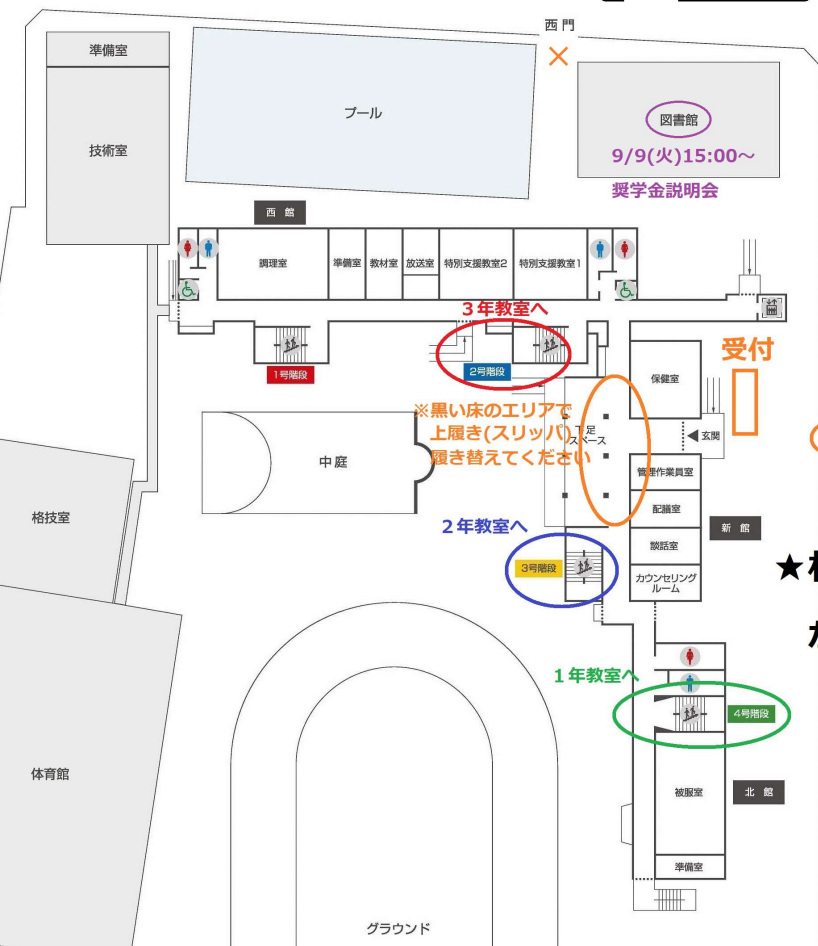 西門
×
準備室
技術室
プール
図書館
9/9(火)15:00～
奨学金説明会
西 館
調理室
準備室
教材室
放送室
特別支援教室2
特別支援教室1
3年教室へ
1号階段
2号階段
受付
保健室
※黒い床のエリアで
上履き(スリッパ)
履き替えてください
下足
スペース
玄関
中庭
管理作業員室
配議室
新 館
談話室
カウンセリング
ルーム
格技室
2年教室へ
3号階段
★
1年教室へ
4号階段
体育館
被服室
北 館
準備室
グラウンド